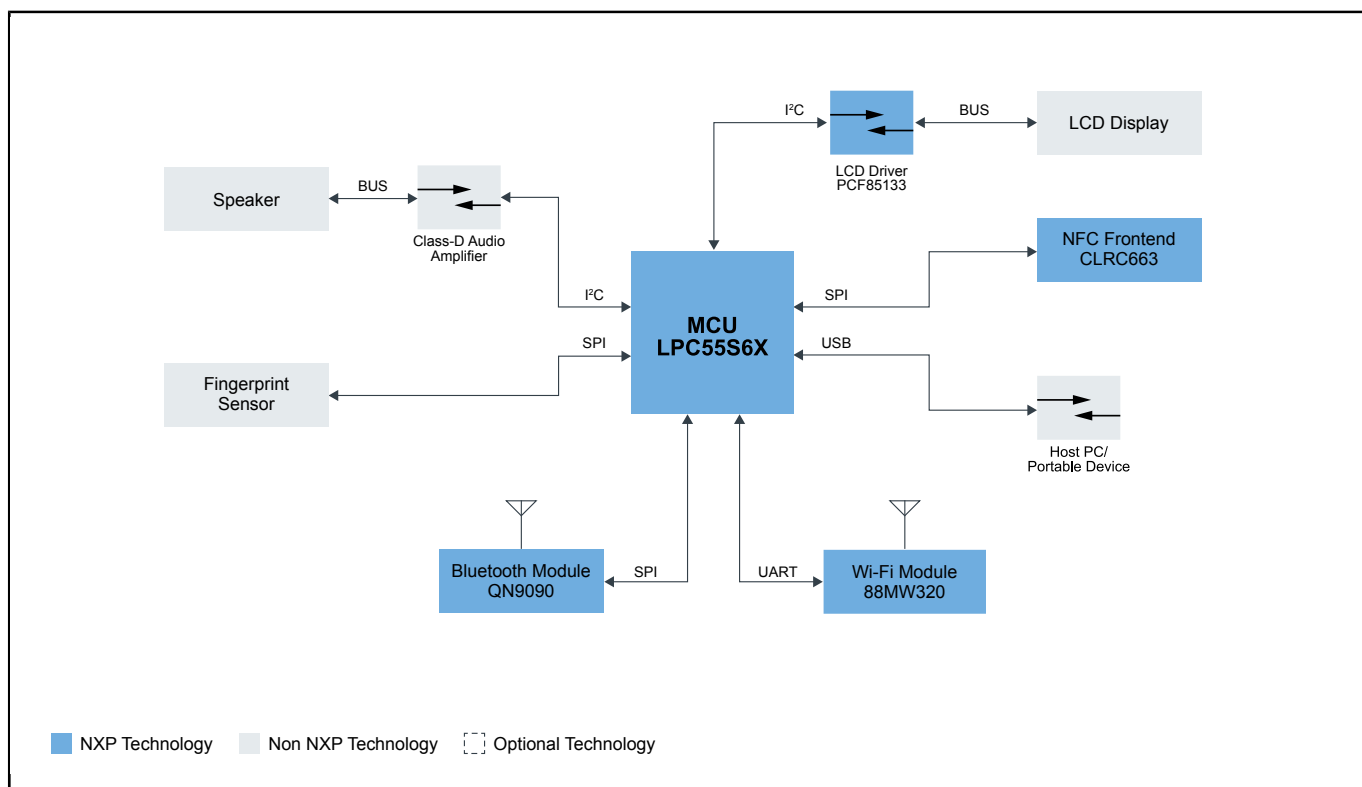 I²C
BUS
LCD Display
LCD Driver
PCF85133
Speaker
BUS
Class-D Audio
Amplifier
NFC Frontend
CLRC663
I²C
SPI
MCU
LPC55S6X
SPI
USB
Fingerprint
Sensor
Host PC/
Portable Device
Bluetooth Module
QN9090
SPI
UART
Wi-Fi Module
88MW320
NXP Technology
Non NXP Technology
Optional Technology